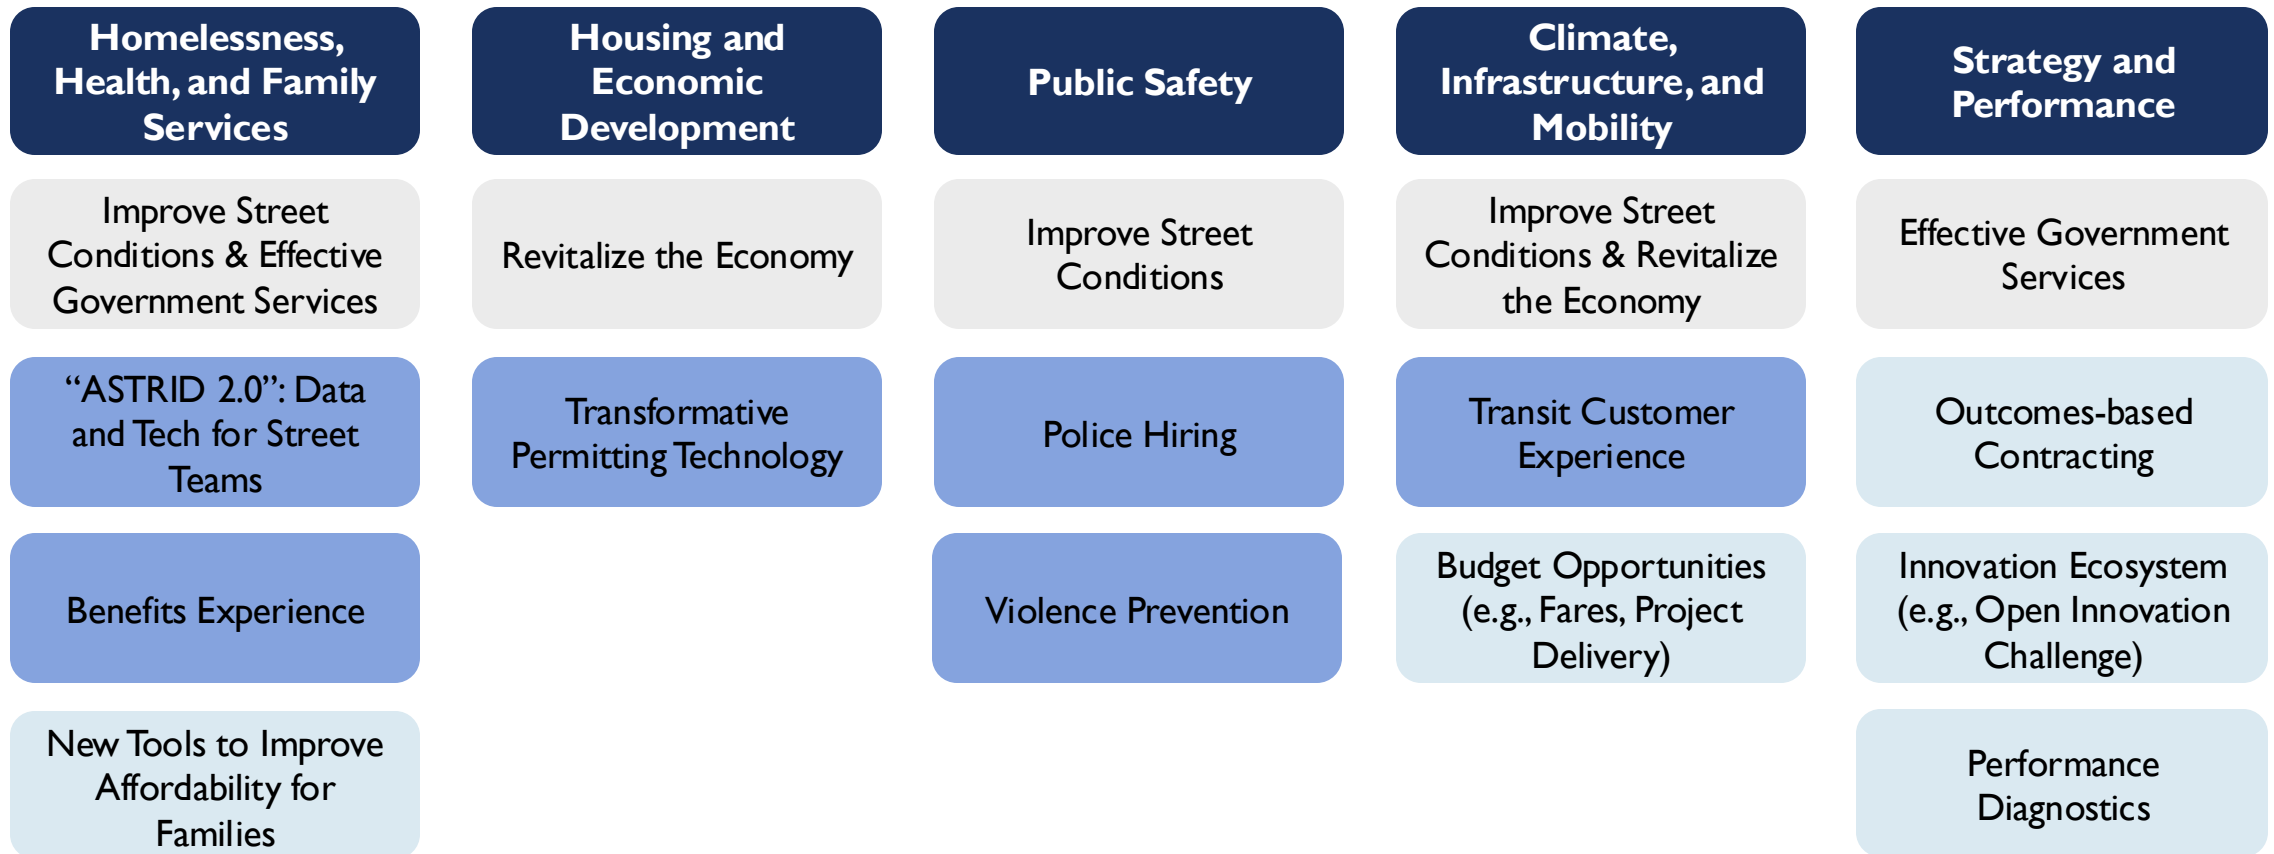 Homelessness,
Health, and Family
Services
Housing and
Economic
Development
Public Safety
Climate,
Infrastructure, and
Mobility
Strategy and
Performance
Improve Street
Conditions & Effective
Government Services
Revitalize the Economy
Improve Street
Conditions
Improve Street
Conditions & Revitalize
the Economy
Effective Government
Services
“ASTRID 2.0”: Data
and Tech for Street
Teams
Transformative
Permitting Technology
Police Hiring
Transit Customer
Experience
Outcomes-based
Contracting
Benefits Experience
Violence Prevention
Budget Opportunities
(e.g., Fares, Project
Delivery)
Innovation Ecosystem
(e.g., Open Innovation
Challenge)
New Tools to Improve
Affordability for
Families
Performance
Diagnostics